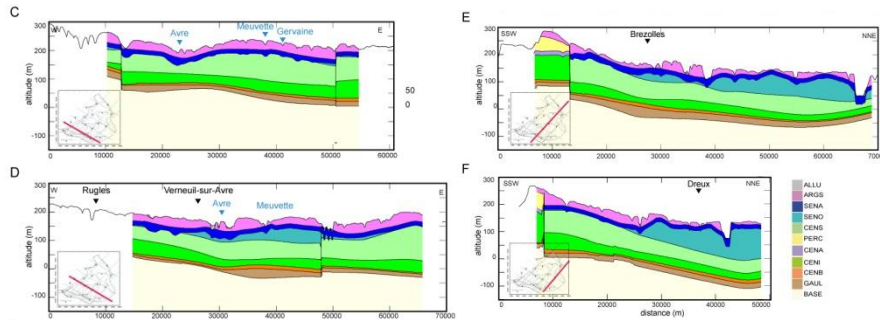 C
W
Avre
Meuvette
Gervaine
E
altitude (m)
300
200
100
0
-100
50
0
0
10000
20000
30000
40000
50000
60000
D
W
Rugles
Verneuil-sur-Avre
Avre
Meuvette
E
altitude (m)
300
200
100
0
-100
0
10000
20000
30000
40000
50000
60000
70000
E
SSW
Brezolles
NNE
altitude (m)
300
200
100
0
-100
0
10000
20000
30000
40000
50000
60000
7000
F
SSW
Dreux
NNE
altitude (m)
300
200
100
0
-100
0
10000
20000
30000
40000
50000
distance (m)
ALLU
ARGS
SENA
SENO
CENS
PERC
CENA
CENI
CENB
GAUL
BASE